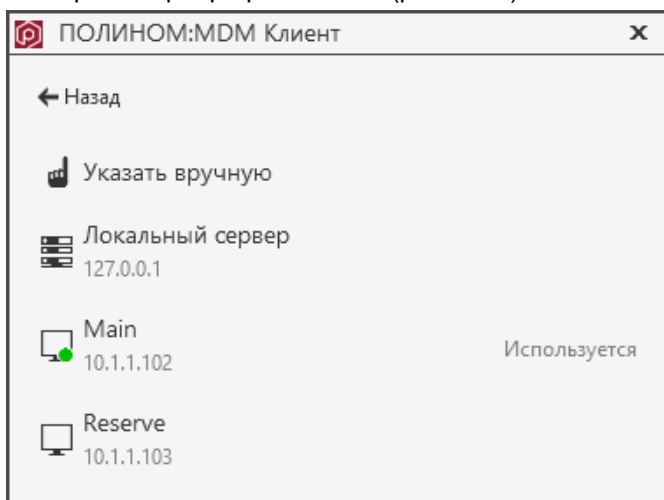 ПОЛИНОМ:MDM Клиент
Назад
Указать вручную
Локальный сервер
127.0.0.1
Main
10.1.1.102
Используется
Reserve
10.1.1.103